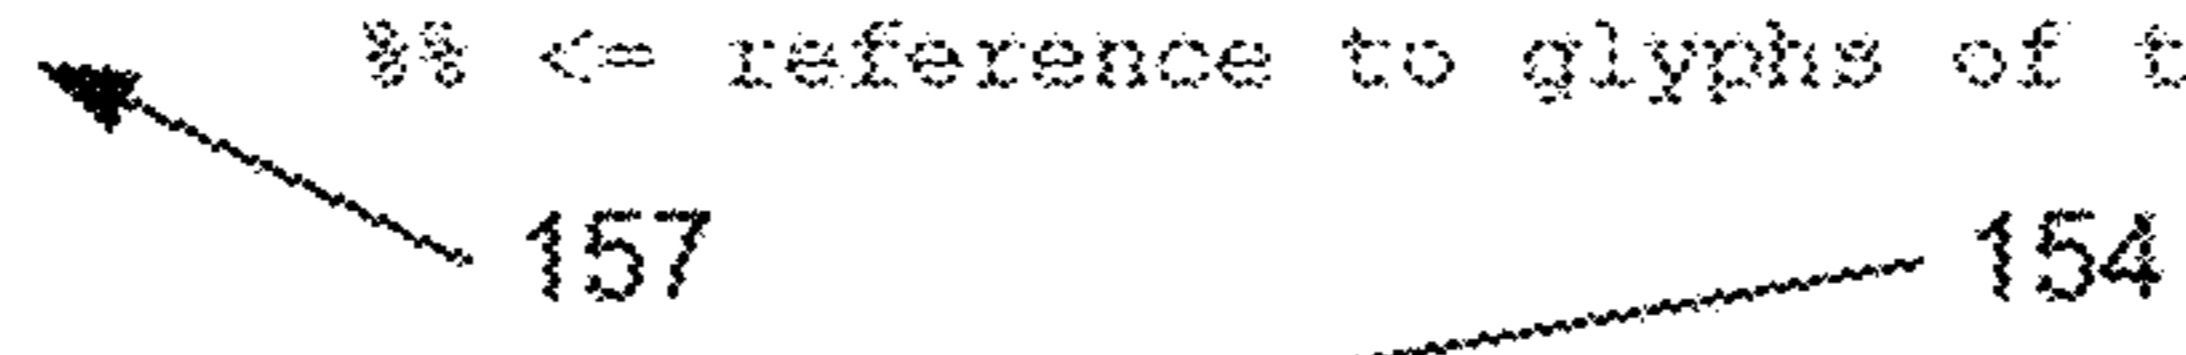 %% <= reference to glyphs of t
157 154